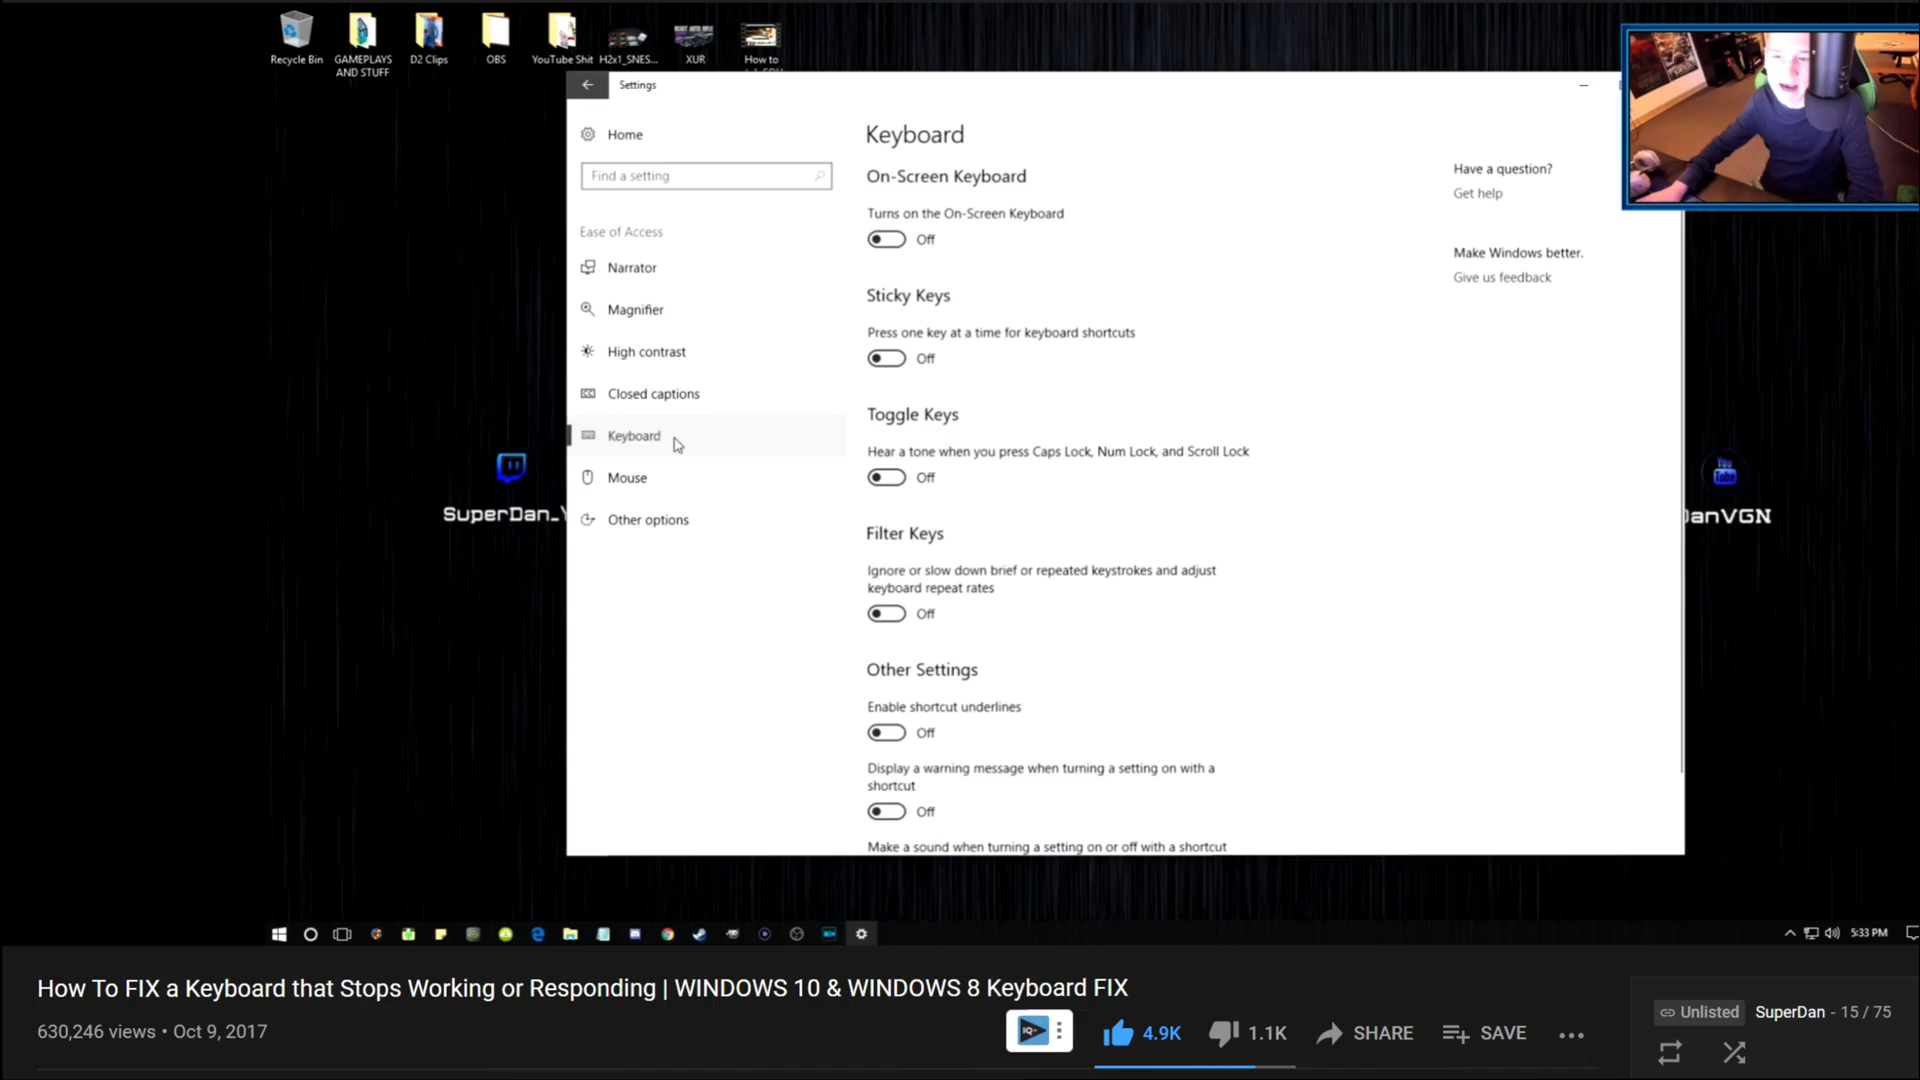 Recycle Bin
GAMEPLAYS
AND STUFF
D2 Clips
OBS
YouTube Shit
H2x1_SNES...
XUR
How to
Settings
Home
Find a setting
Ease of Access
Narrator
Magnifier
High contrast
Closed captions
Keyboard
Mouse
Other options
Keyboard
On-Screen Keyboard
Turns on the On-Screen Keyboard
Off
Sticky Keys
Press one key at a time for keyboard shortcuts
Off
Toggle Keys
Hear a tone when you press Caps Lock, Num Lock, and Scroll Lock
Off
Filter Keys
Ignore or slow down brief or repeated keystrokes and adjust
keyboard repeat rates
Off
Other Settings
Enable shortcut underlines
Off
Display a warning message when turning a setting on with a
shortcut
Off
Make a sound when turning a setting on or off with a shortcut
Have a question?
Get help
Make Windows better.
Give us feedback
SuperDan_
You
Tube
DanVGN
5:33 PM
How To FIX a Keyboard that Stops Working or Responding | WINDOWS 10 & WINDOWS 8 Keyboard FIX
630,246 views • Oct 9, 2017
IQ
4.9K
1.1K
SHARE
SAVE
Unlisted
SuperDan - 15 / 75